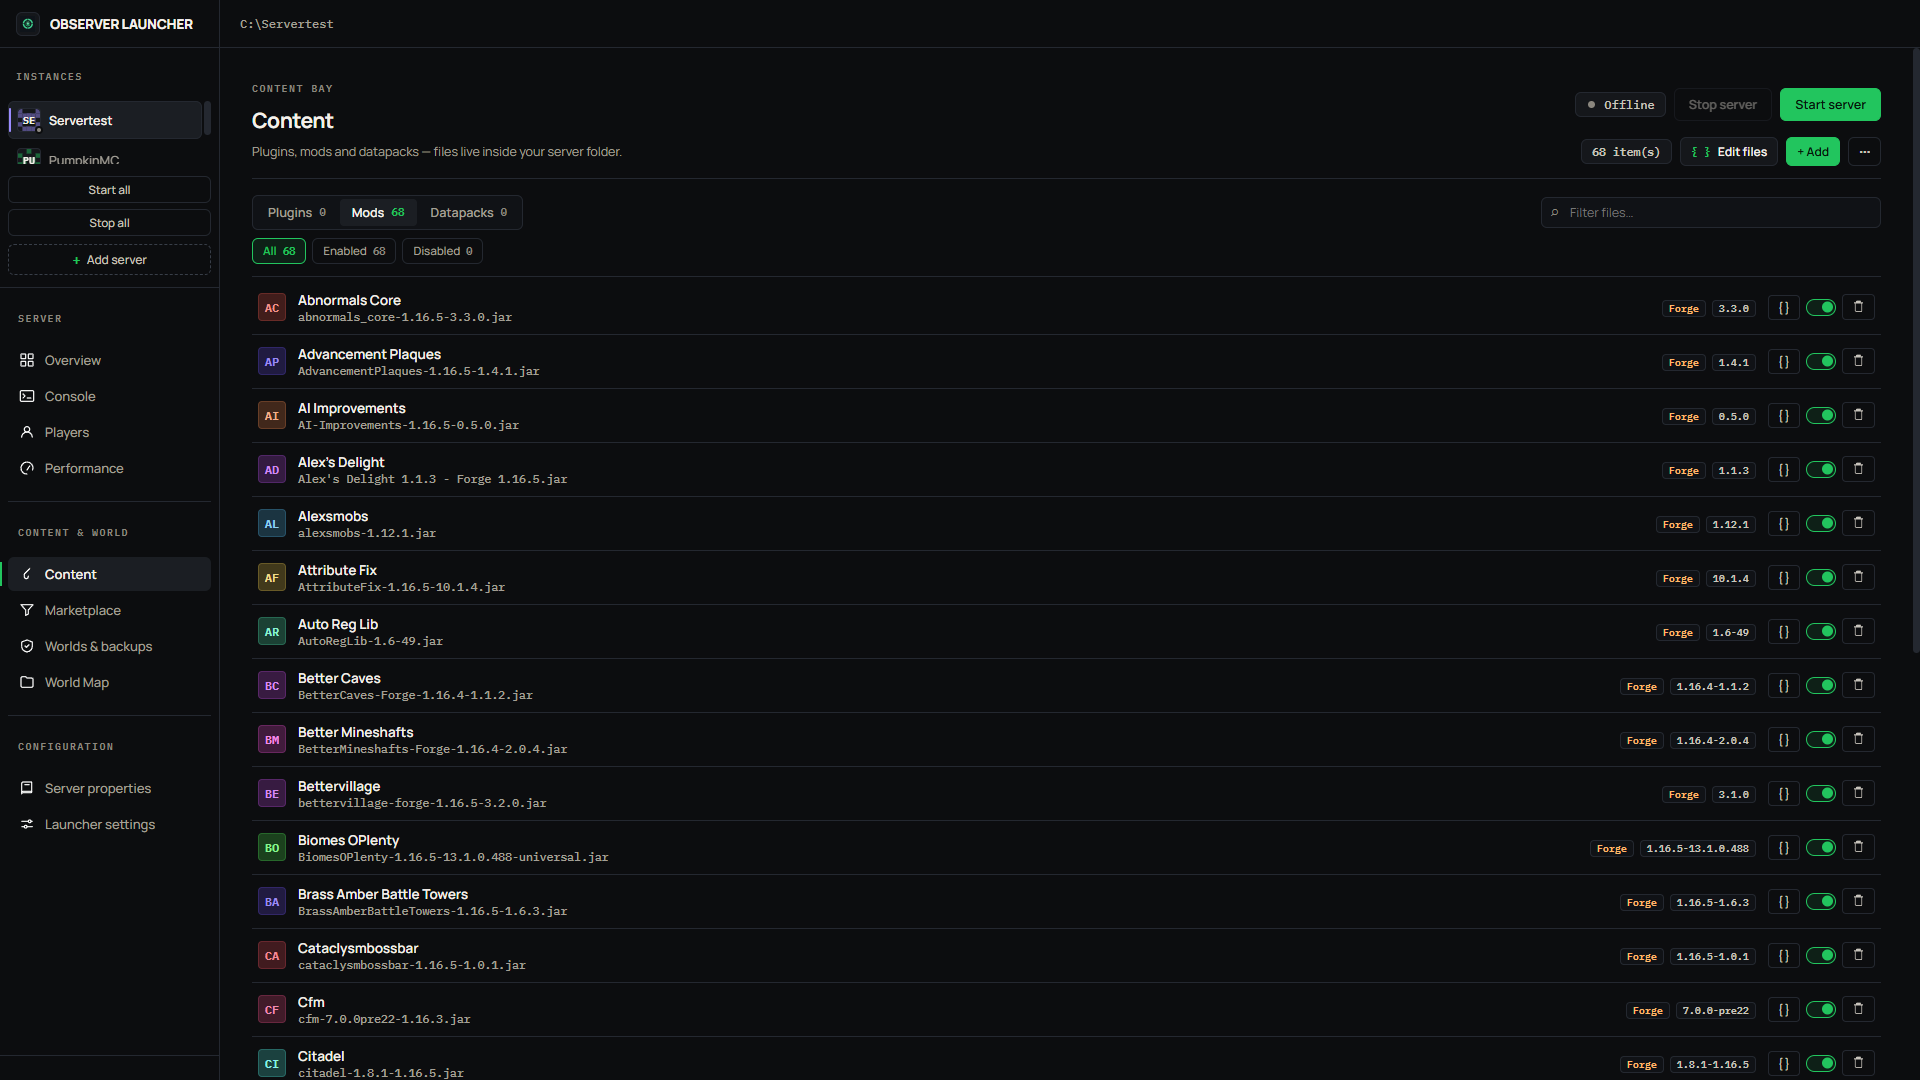 OBSERVER LAUNCHER
C:\Servertest
INSTANCES
SE Servertest
PU PumpkinMC
Start all
Stop all
+ Add server
SERVER
Overview
Console
Players
Performance
CONTENT & WORLD
Content
Marketplace
Worlds & backups
World Map
CONFIGURATION
Server properties
Launcher settings
CONTENT BAY
Content
Plugins, mods and datapacks — files live inside your server folder.
Offline Stop server Start server
68 item(s) { } Edit files + Add ...
Plugins 0 Mods 68 Datapacks 0
Filter files...
All 68 Enabled 68 Disabled 0
AC Abnormals Core Forge 3.3.0 {}
abnormals_core-1.16.5-3.3.0.jar
AP Advancement Plaques Forge 1.4.1 {}
AdvancementPlaques-1.16.5-1.4.1.jar
AI AI Improvements Forge 0.5.0 {}
AI-Improvements-1.16.5-0.5.0.jar
AD Alex's Delight Forge 1.1.3 {}
Alex's Delight 1.1.3 - Forge 1.16.5.jar
AL Alexsmobs Forge 1.12.1 {}
alexsmobs-1.12.1.jar
AF Attribute Fix Forge 10.1.4 {}
AttributeFix-1.16.5-10.1.4.jar
AR Auto Reg Lib Forge 1.6-49 {}
AutoRegLib-1.6-49.jar
BC Better Caves Forge 1.16.4-1.1.2 {}
BetterCaves-Forge-1.16.4-1.1.2.jar
BM Better Mineshafts Forge 1.16.4-2.0.4 {}
BetterMineshafts-Forge-1.16.4-2.0.4.jar
BE Bettervillage Forge 3.1.0 {}
bettervillage-forge-1.16.5-3.2.0.jar
BO Biomes OPlenty Forge 1.16.5-13.1.0.488 {}
BiomesOPlenty-1.16.5-13.1.0.488-universal.jar
BA Brass Amber Battle Towers Forge 1.16.5-1.6.3 {}
BrassAmberBattleTowers-1.16.5-1.6.3.jar
CA Cataclysmbossbar Forge 1.16.5-1.0.1 {}
cataclysmbossbar-1.16.5-1.0.1.jar
CF Cfm Forge 7.0.0-pre22 {}
cfm-7.0.0pre22-1.16.3.jar
CI Citadel Forge 1.8.1-1.16.5 {}
citadel-1.8.1-1.16.5.jar